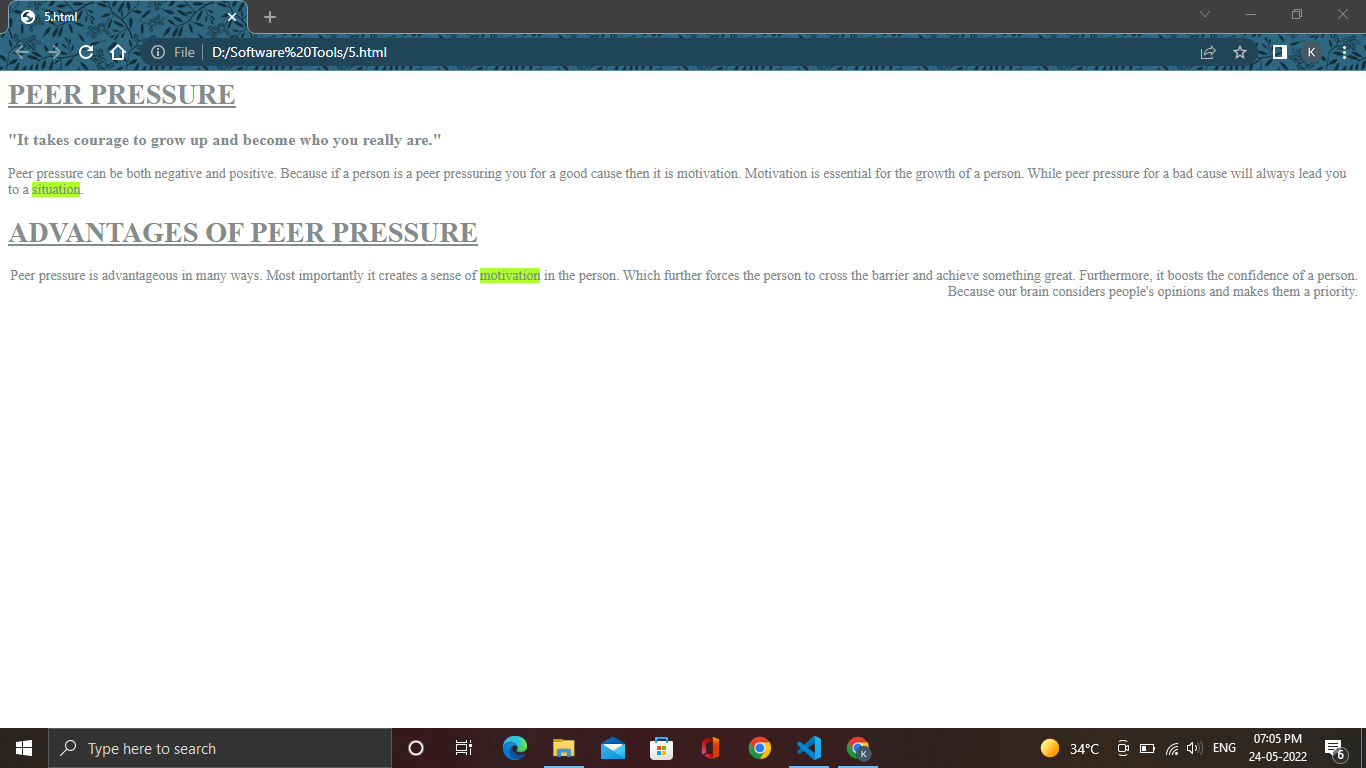 5.html
File
D:/Software%20Tools/5.html
K
PEER PRESSURE
"It takes courage to grow up and become who you really are."
Peer pressure can be both negative and positive. Because if a person is a peer pressuring you for a good cause then it is motivation. Motivation is essential for the growth of a person. While peer pressure for a bad cause will always lead you
to a situation.
ADVANTAGES OF PEER PRESSURE
Peer pressure is advantageous in many ways. Most importantly it creates a sense of motivation in the person. Which further forces the person to cross the barrier and achieve something great. Furthermore, it boosts the confidence of a person.
Because our brain considers people's opinions and makes them a priority.
Type here to search
K
34°C
ENG
07:05 PM
24-05-2022
6